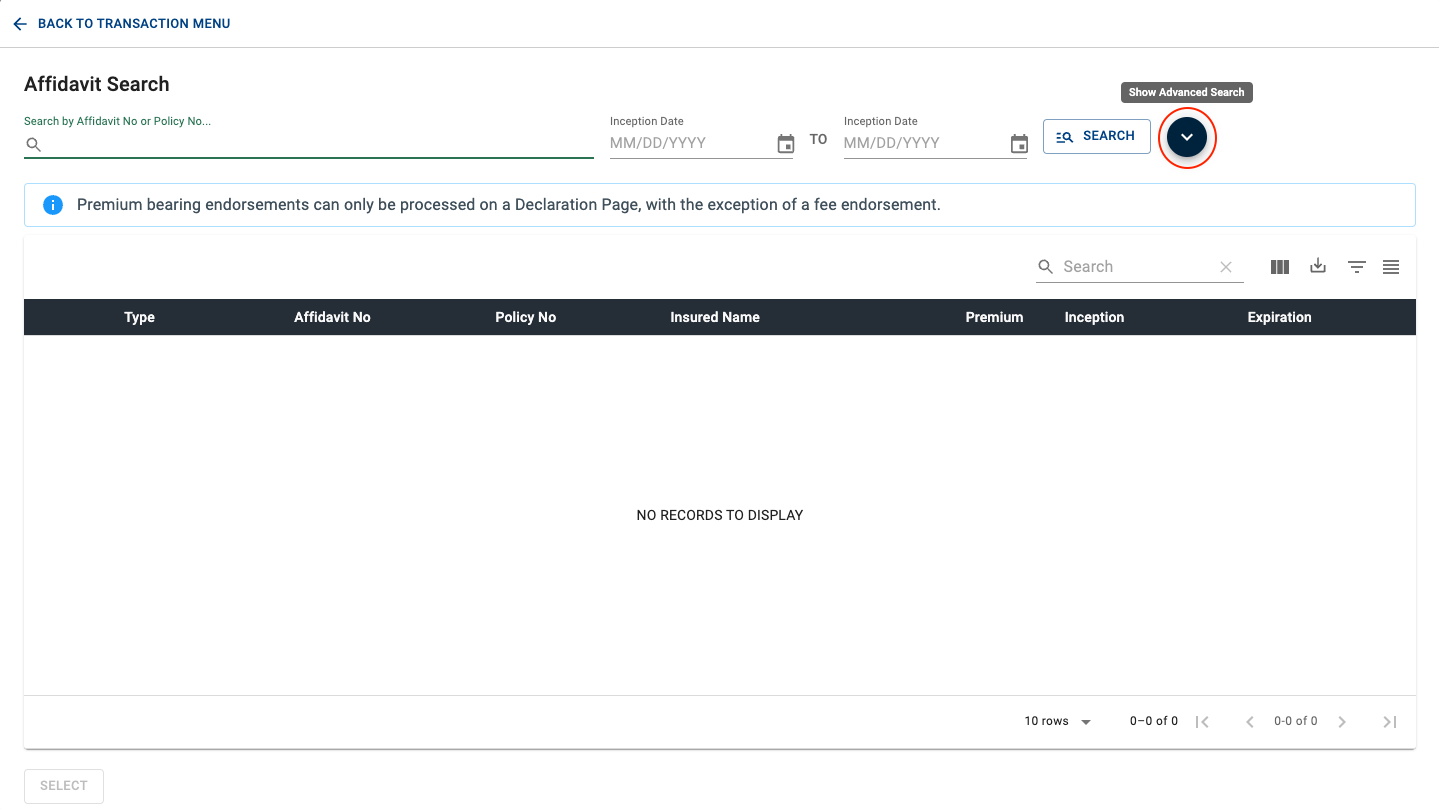 BACK TO TRANSACTION MENU
Affidavit Search
Show Advanced Search
Search by Affidavit No or Policy No...
Inception Date
MM/DD/YYYY
TO
Inception Date
MM/DD/YYYY
SEARCH
Premium bearing endorsements can only be processed on a Declaration Page, with the exception of a fee endorsement.
Search
Type Affidavit No Policy No Insured Name Premium Inception Expiration
NO RECORDS TO DISPLAY
10 rows 0–0 of 0 0-0 of 0
SELECT